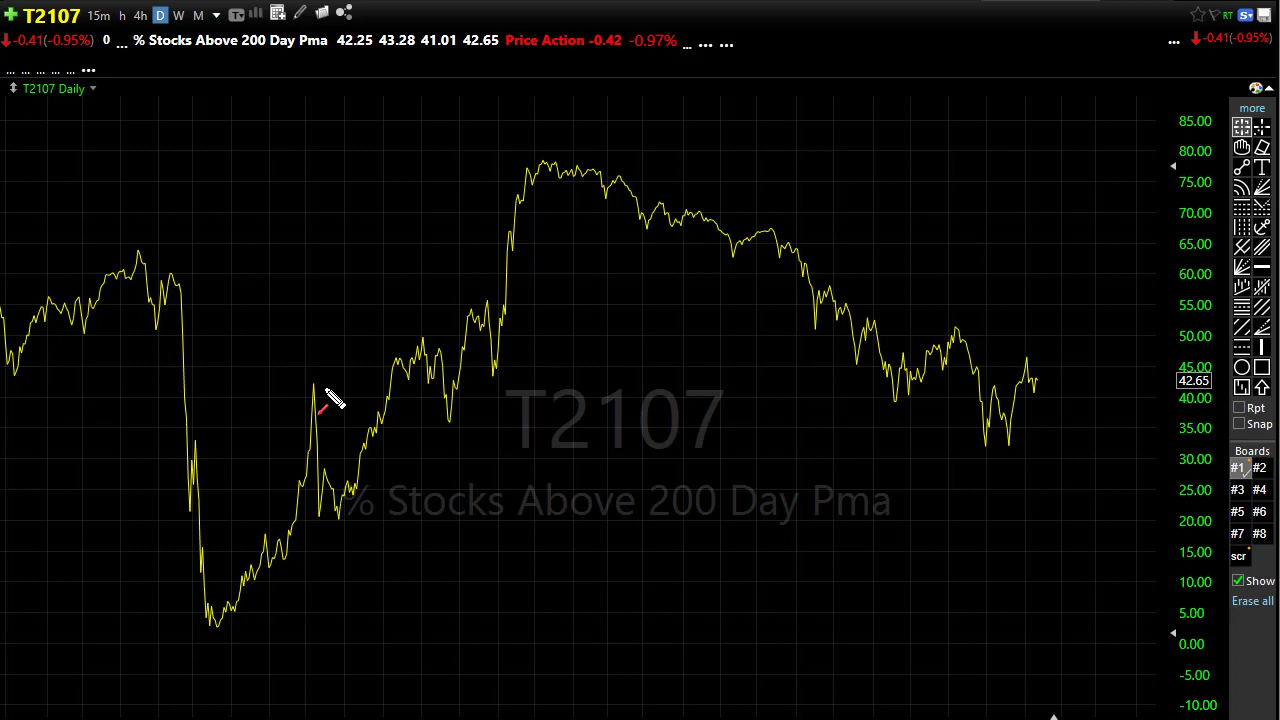 T2107 15m h 4h D W M T RT S
-0.41(-0.95%) 0 ... % Stocks Above 200 Day Pma 42.25 43.28 41.01 42.65 Price Action -0.42 -0.97% ... ... ... ... -0.41(-0.95%)
... ... ... ... ... ...
T2107 Daily
more
85.00
80.00
75.00
70.00
65.00
60.00
55.00
50.00
45.00
42.65
40.00
35.00
30.00
25.00
20.00
15.00
10.00
5.00
0.00
-5.00
-10.00
T2107
% Stocks Above 200 Day Pma
T
Rpt
Snap
Boards
#1 #2
#3 #4
#5 #6
#7 #8
scr
Show
Erase all